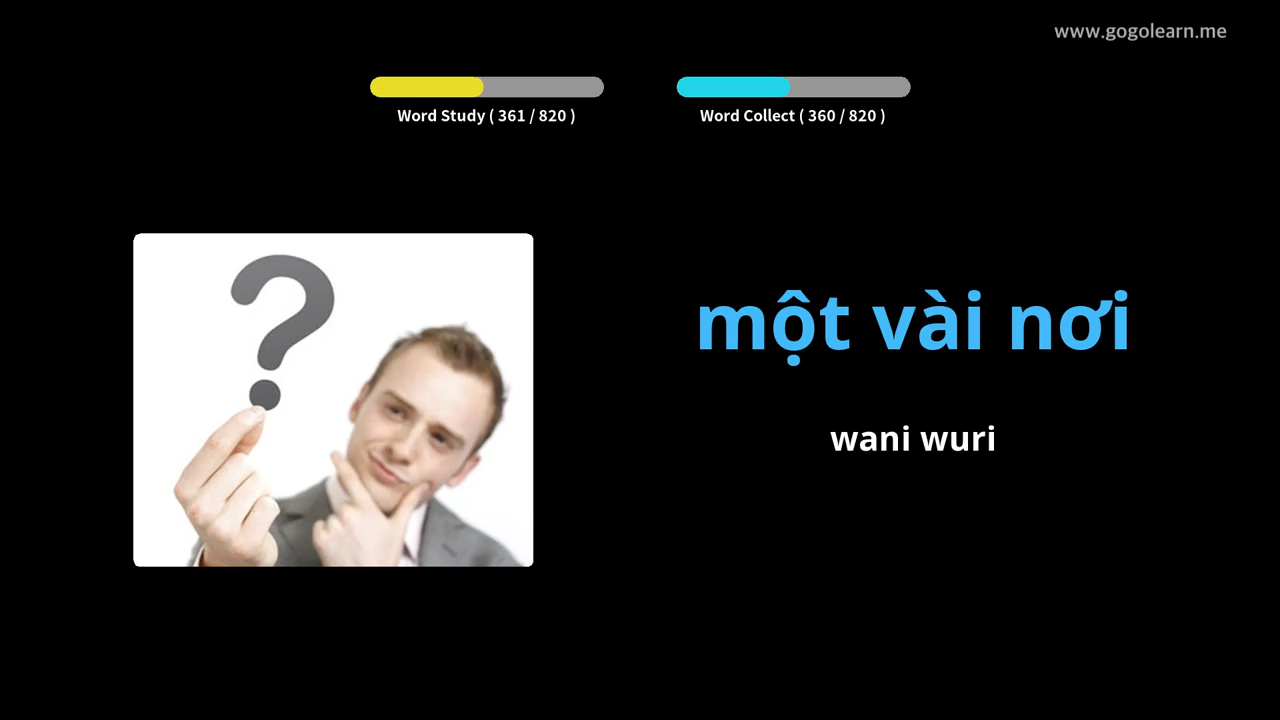 www.gogolearn.me
Word Study ( 361 / 820 )
Word Collect ( 360 / 820 )
một vài nơi
wani wuri